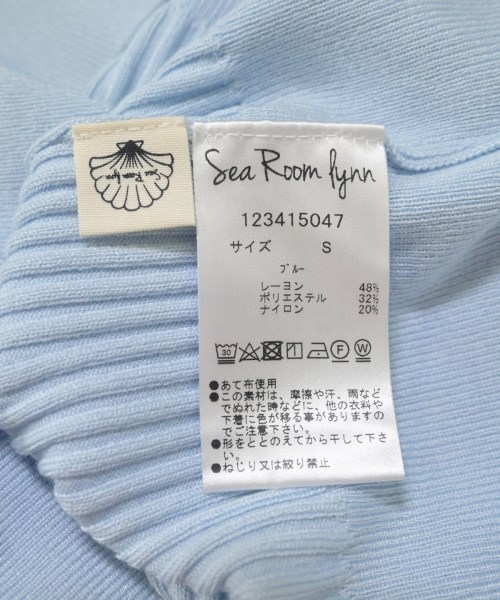 Sea Room lynn
Sea Room lynn
123415047
サイズ S
ブルー
レーヨン 48%
ポリエステル 32%
ナイロン 20%
30 F W
●あて布使用
●この素材は、摩擦や汗、雨など
でぬれた時などに、他の衣料や
下着に色が移る事がありますの
でご注意下さい。
●形をととのえてから干して下さ
い。
●ねじり又は絞り禁止